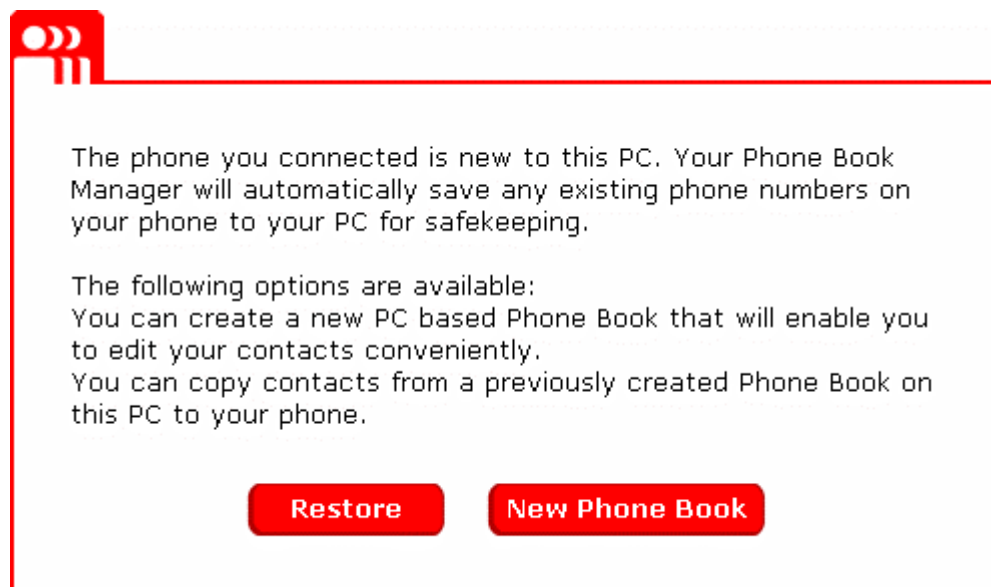 The phone you connected is new to this PC. Your Phone Book
Manager will automatically save any existing phone numbers on
your phone to your PC for safekeeping.
The following options are available:
You can create a new PC based Phone Book that will enable you
to edit your contacts conveniently.
You can copy contacts from a previously created Phone Book on
this PC to your phone.
Restore New Phone Book